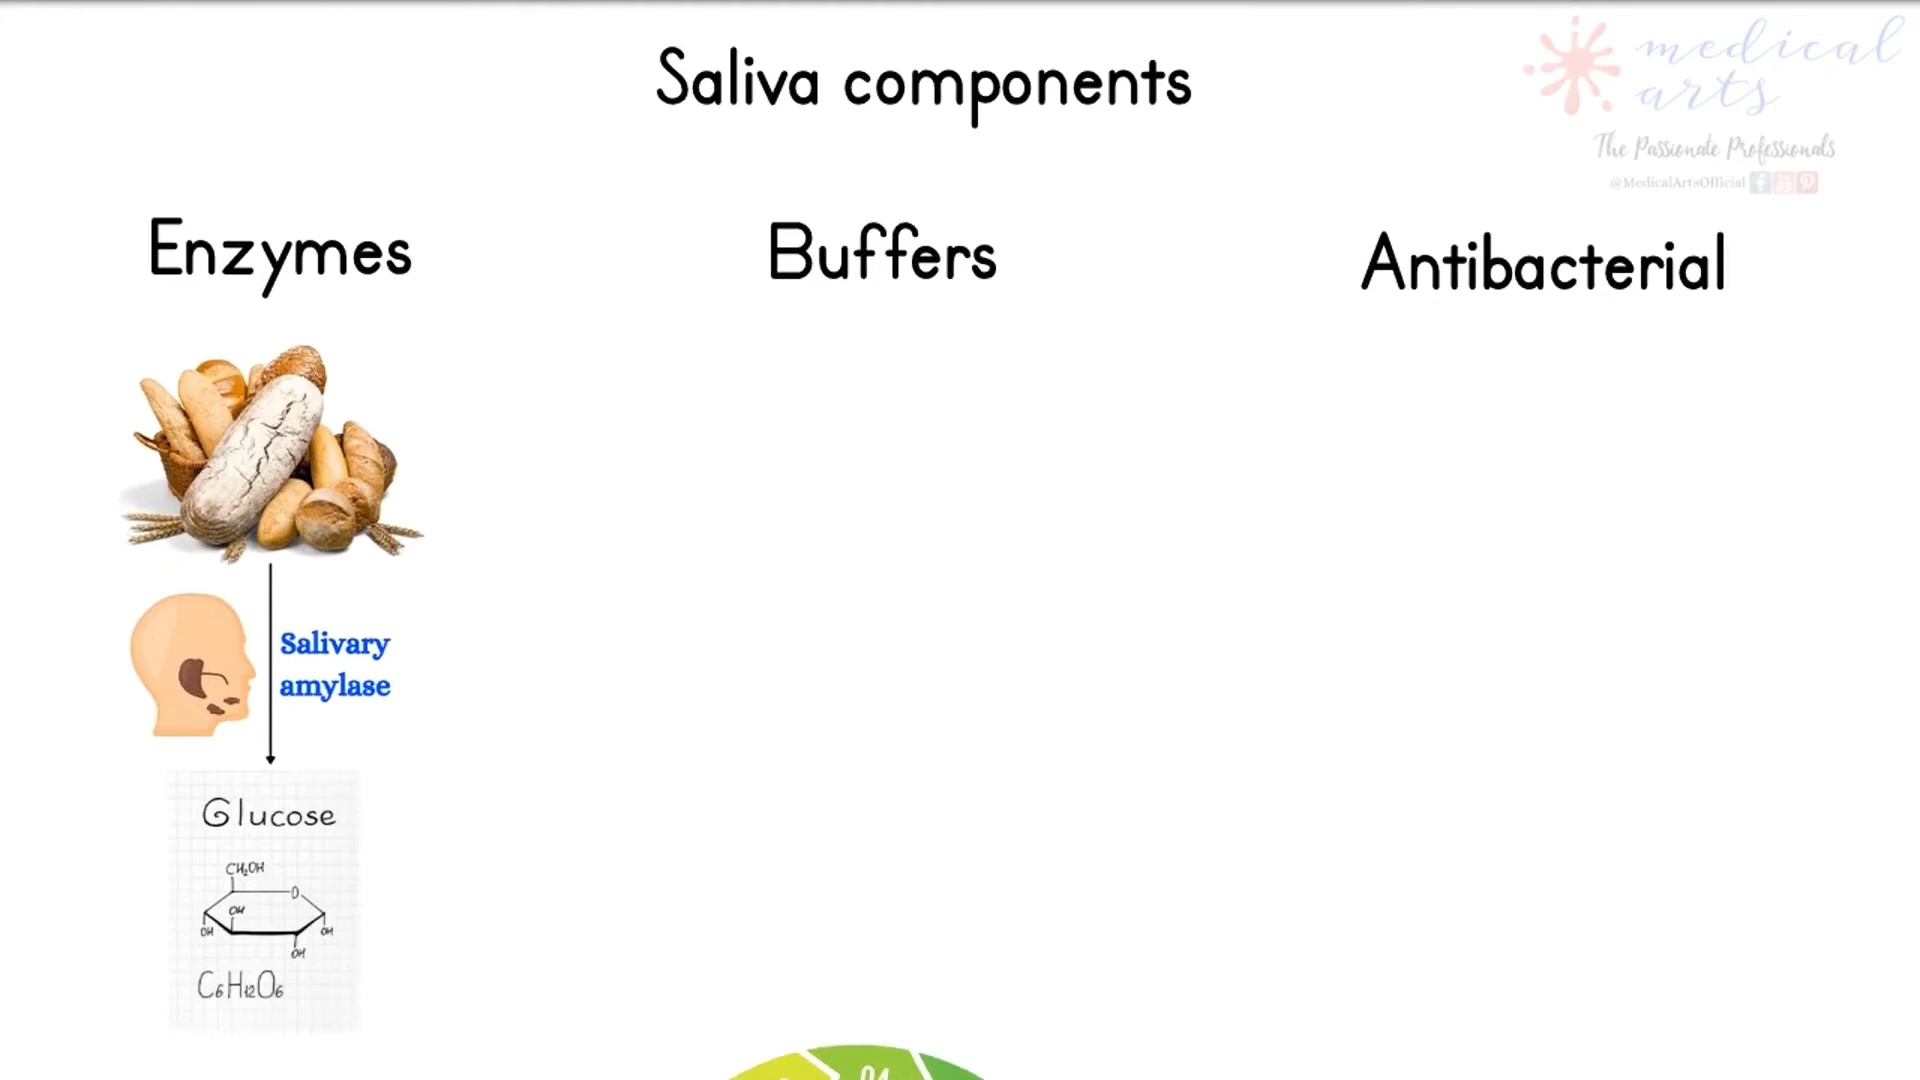 Saliva components
medical
arts
The Passionate Professionals
@MedicalArtsOfficial
Enzymes
Buffers
Antibacterial
Salivary
amylase
Glucose
CH₂OH
O
OH
OH
OH
OH
C₆H₁₂O₆